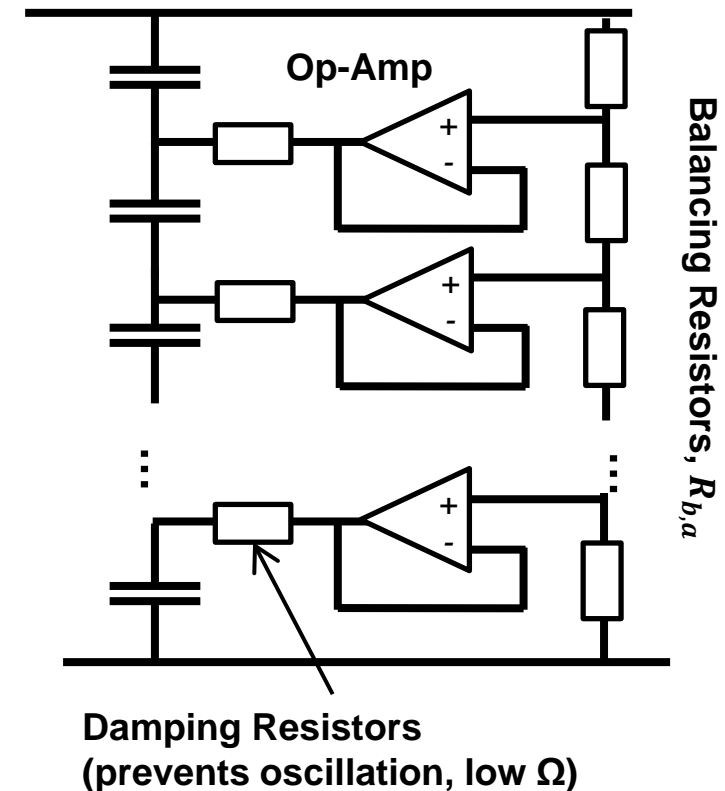 Op-Amp
+
-
+
-
...
...
+
-
Balancing Resistors, R_{b,a}
Damping Resistors
(prevents oscillation, low Ω)